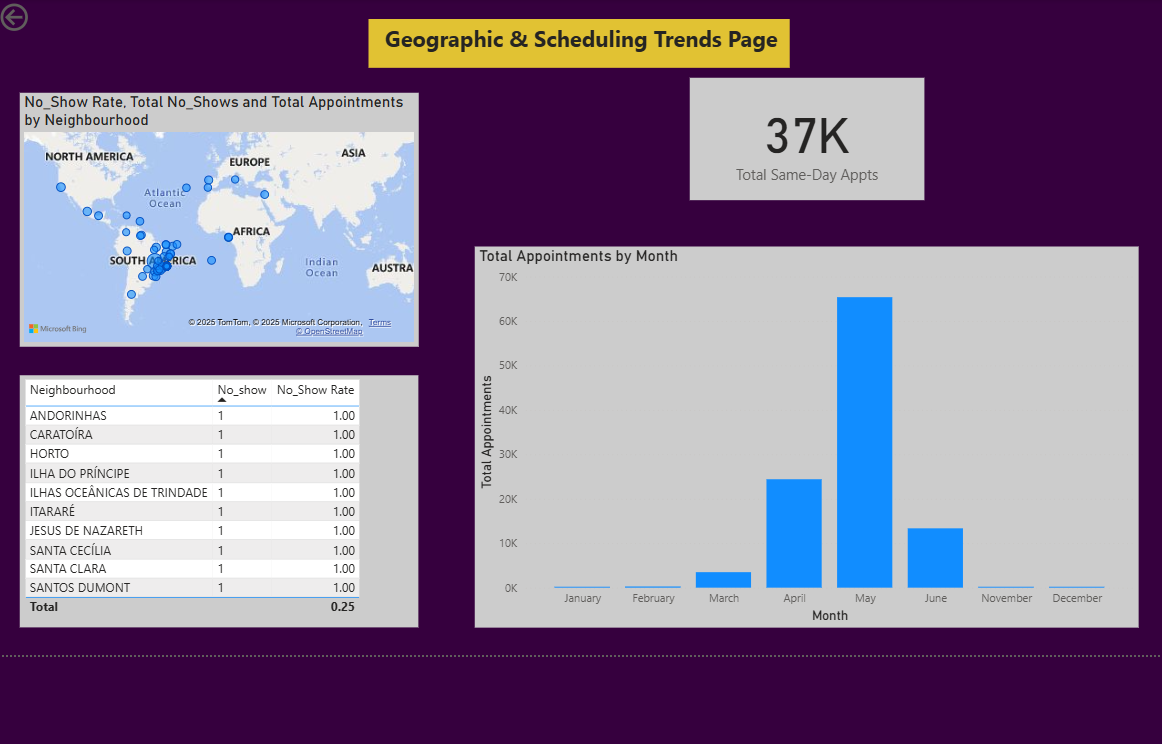 Geographic & Scheduling Trends Page
No_Show Rate, Total No_Shows and Total Appointments
by Neighbourhood
NORTH AMERICA
EUROPE
ASIA
Atlantic
Ocean
AFRICA
SOUTH AMERICA
Indian
Ocean
AUSTRA
Microsoft Bing
© 2025 TomTom, © 2025 Microsoft Corporation, Terms
© OpenStreetMap
37K
Total Same-Day Appts
Neighbourhood No_show No_Show Rate
ANDORINHAS 1 1.00
CARATOÍRA 1 1.00
HORTO 1 1.00
ILHA DO PRÍNCIPE 1 1.00
ILHAS OCEÂNICAS DE TRINDADE 1 1.00
ITARARÉ 1 1.00
JESUS DE NAZARETH 1 1.00
SANTA CECÍLIA 1 1.00
SANTA CLARA 1 1.00
SANTOS DUMONT 1 1.00
Total 0.25
Total Appointments by Month
Total Appointments
70K
60K
50K
40K
30K
20K
10K
0K
January February March April May June November December
Month